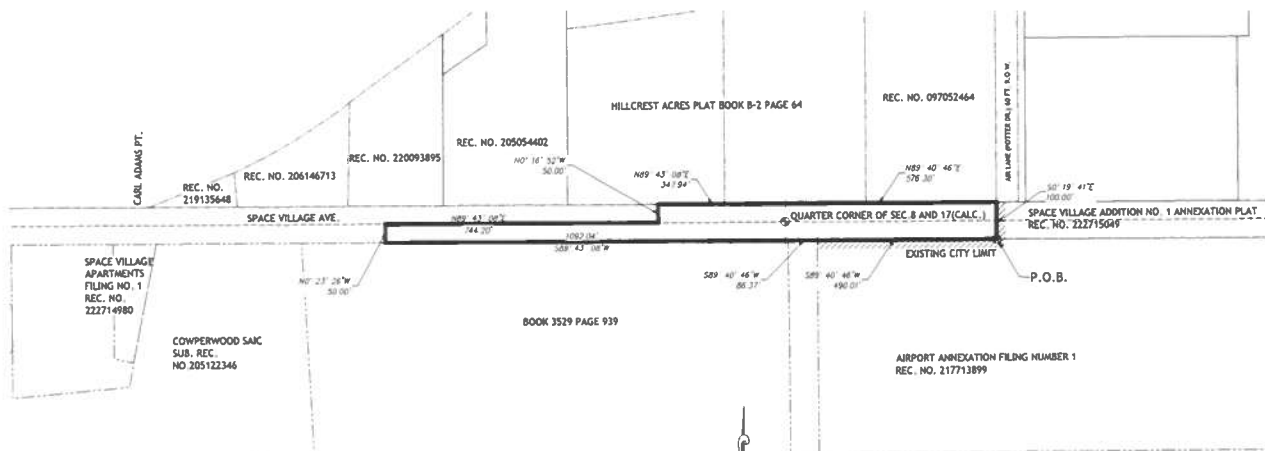 HILLCREST ACRES PLAT BOOK B-2 PAGE 64
REC. NO. 097052464
AIR LANE (POTTER DR.) 60 FT. R.O.W.
CARL ADAMS PT.
REC. NO. 205054402
REC. NO. 220093895
REC. NO. 206146713
REC. NO.
219135648
N0° 16' 52"W
50.00'
N89° 43' 08"E
347.94'
N89° 40' 46"E
576.30'
S0° 19' 41"E
100.00'
SPACE VILLAGE AVE.
N89° 43' 08"E
744.20'
1092.04'
S89° 43' 08"W
QUARTER CORNER OF SEC.8 AND 17(CALC.)
SPACE VILLAGE ADDITION NO. 1 ANNEXATION PLAT
REC. NO. 222715049
EXISTING CITY LIMIT
P.O.B.
SPACE VILLAGE
APARTMENTS
FILING NO. 1
REC. NO.
222714980
N0° 23' 26"W
50.00'
S89° 40' 46"W
86.37'
S89° 40' 46"W
490.01'
BOOK 3529 PAGE 939
COWPERWOOD SAIC
SUB. REC.
NO.205122346
AIRPORT ANNEXATION FILING NUMBER 1
REC. NO. 217713899